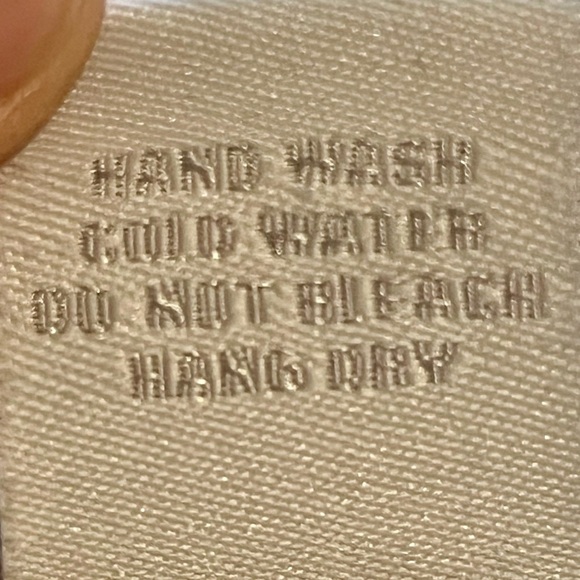 HAND WASH
COLD WATER
DO NOT BLEACH
HANG DRY